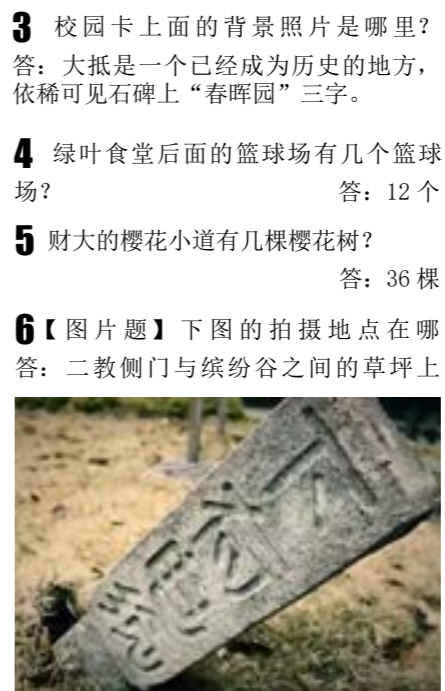 3 校园卡上面的背景照片是哪里?
答:大抵是一个已经成为历史的地方,
依稀可见石碑上“春晖园”三字。
4 绿叶食堂后面的篮球场有几个篮球
场? 答:12 个
5 财大的樱花小道有几棵樱花树?
答:36 棵
6【图片题】下图的拍摄地点在哪
答:二教侧门与缤纷谷之间的草坪上